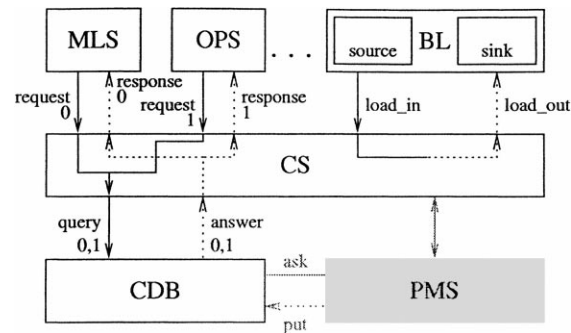 MLS OPS . . . BL
source sink
request 0 response 0 request 1 response 1 load_in load_out
CS
query 0,1 answer 0,1
ask
CDB PMS
put